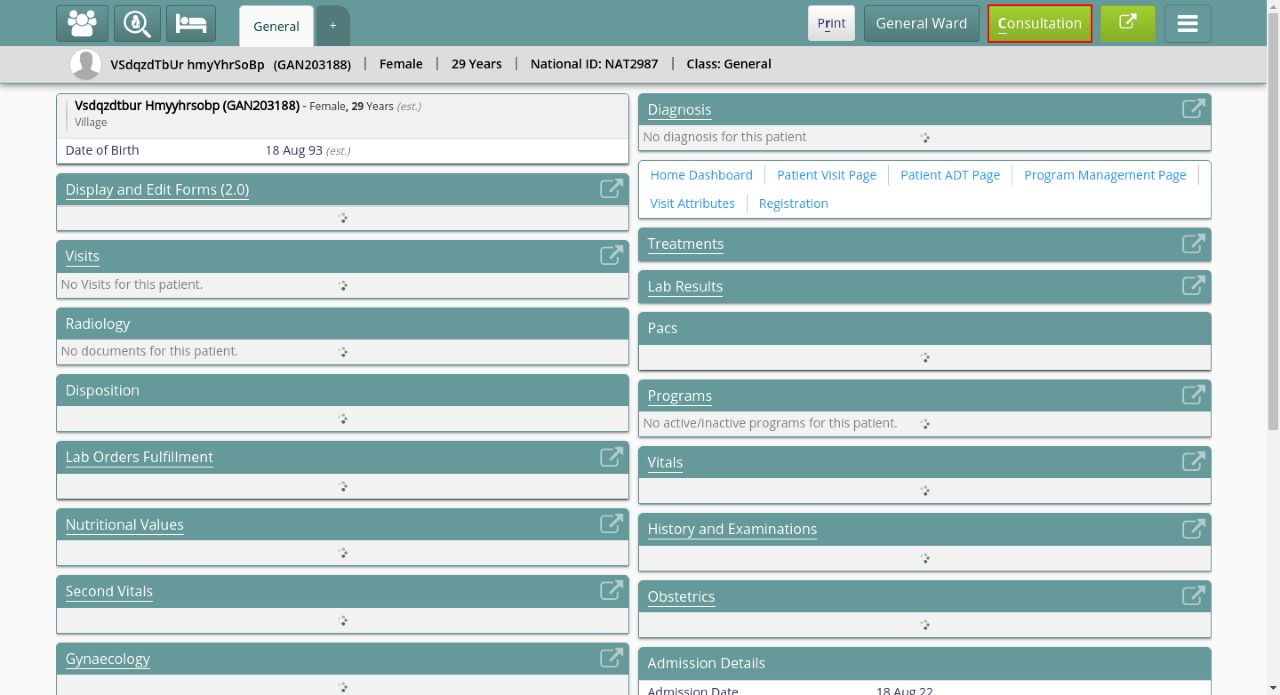 General
+
Print
General Ward
Consultation
VSdqzdTbUr hmyYhrSoBp (GAN203188) | Female | 29 Years | National ID: NAT2987 | Class: General
Vsdqzdtbur Hmyyhrsobp (GAN203188) - Female, 29 Years (est.)
Village
Date of Birth 18 Aug 93 (est.)
Display and Edit Forms (2.0)
Visits
No Visits for this patient.
Radiology
No documents for this patient.
Disposition
Lab Orders Fulfillment
Nutritional Values
Second Vitals
Gynaecology
Diagnosis
No diagnosis for this patient
Home Dashboard Patient Visit Page Patient ADT Page Program Management Page
Visit Attributes Registration
Treatments
Lab Results
Pacs
Programs
No active/inactive programs for this patient.
Vitals
History and Examinations
Obstetrics
Admission Details
Admission Date 18 Aug 22